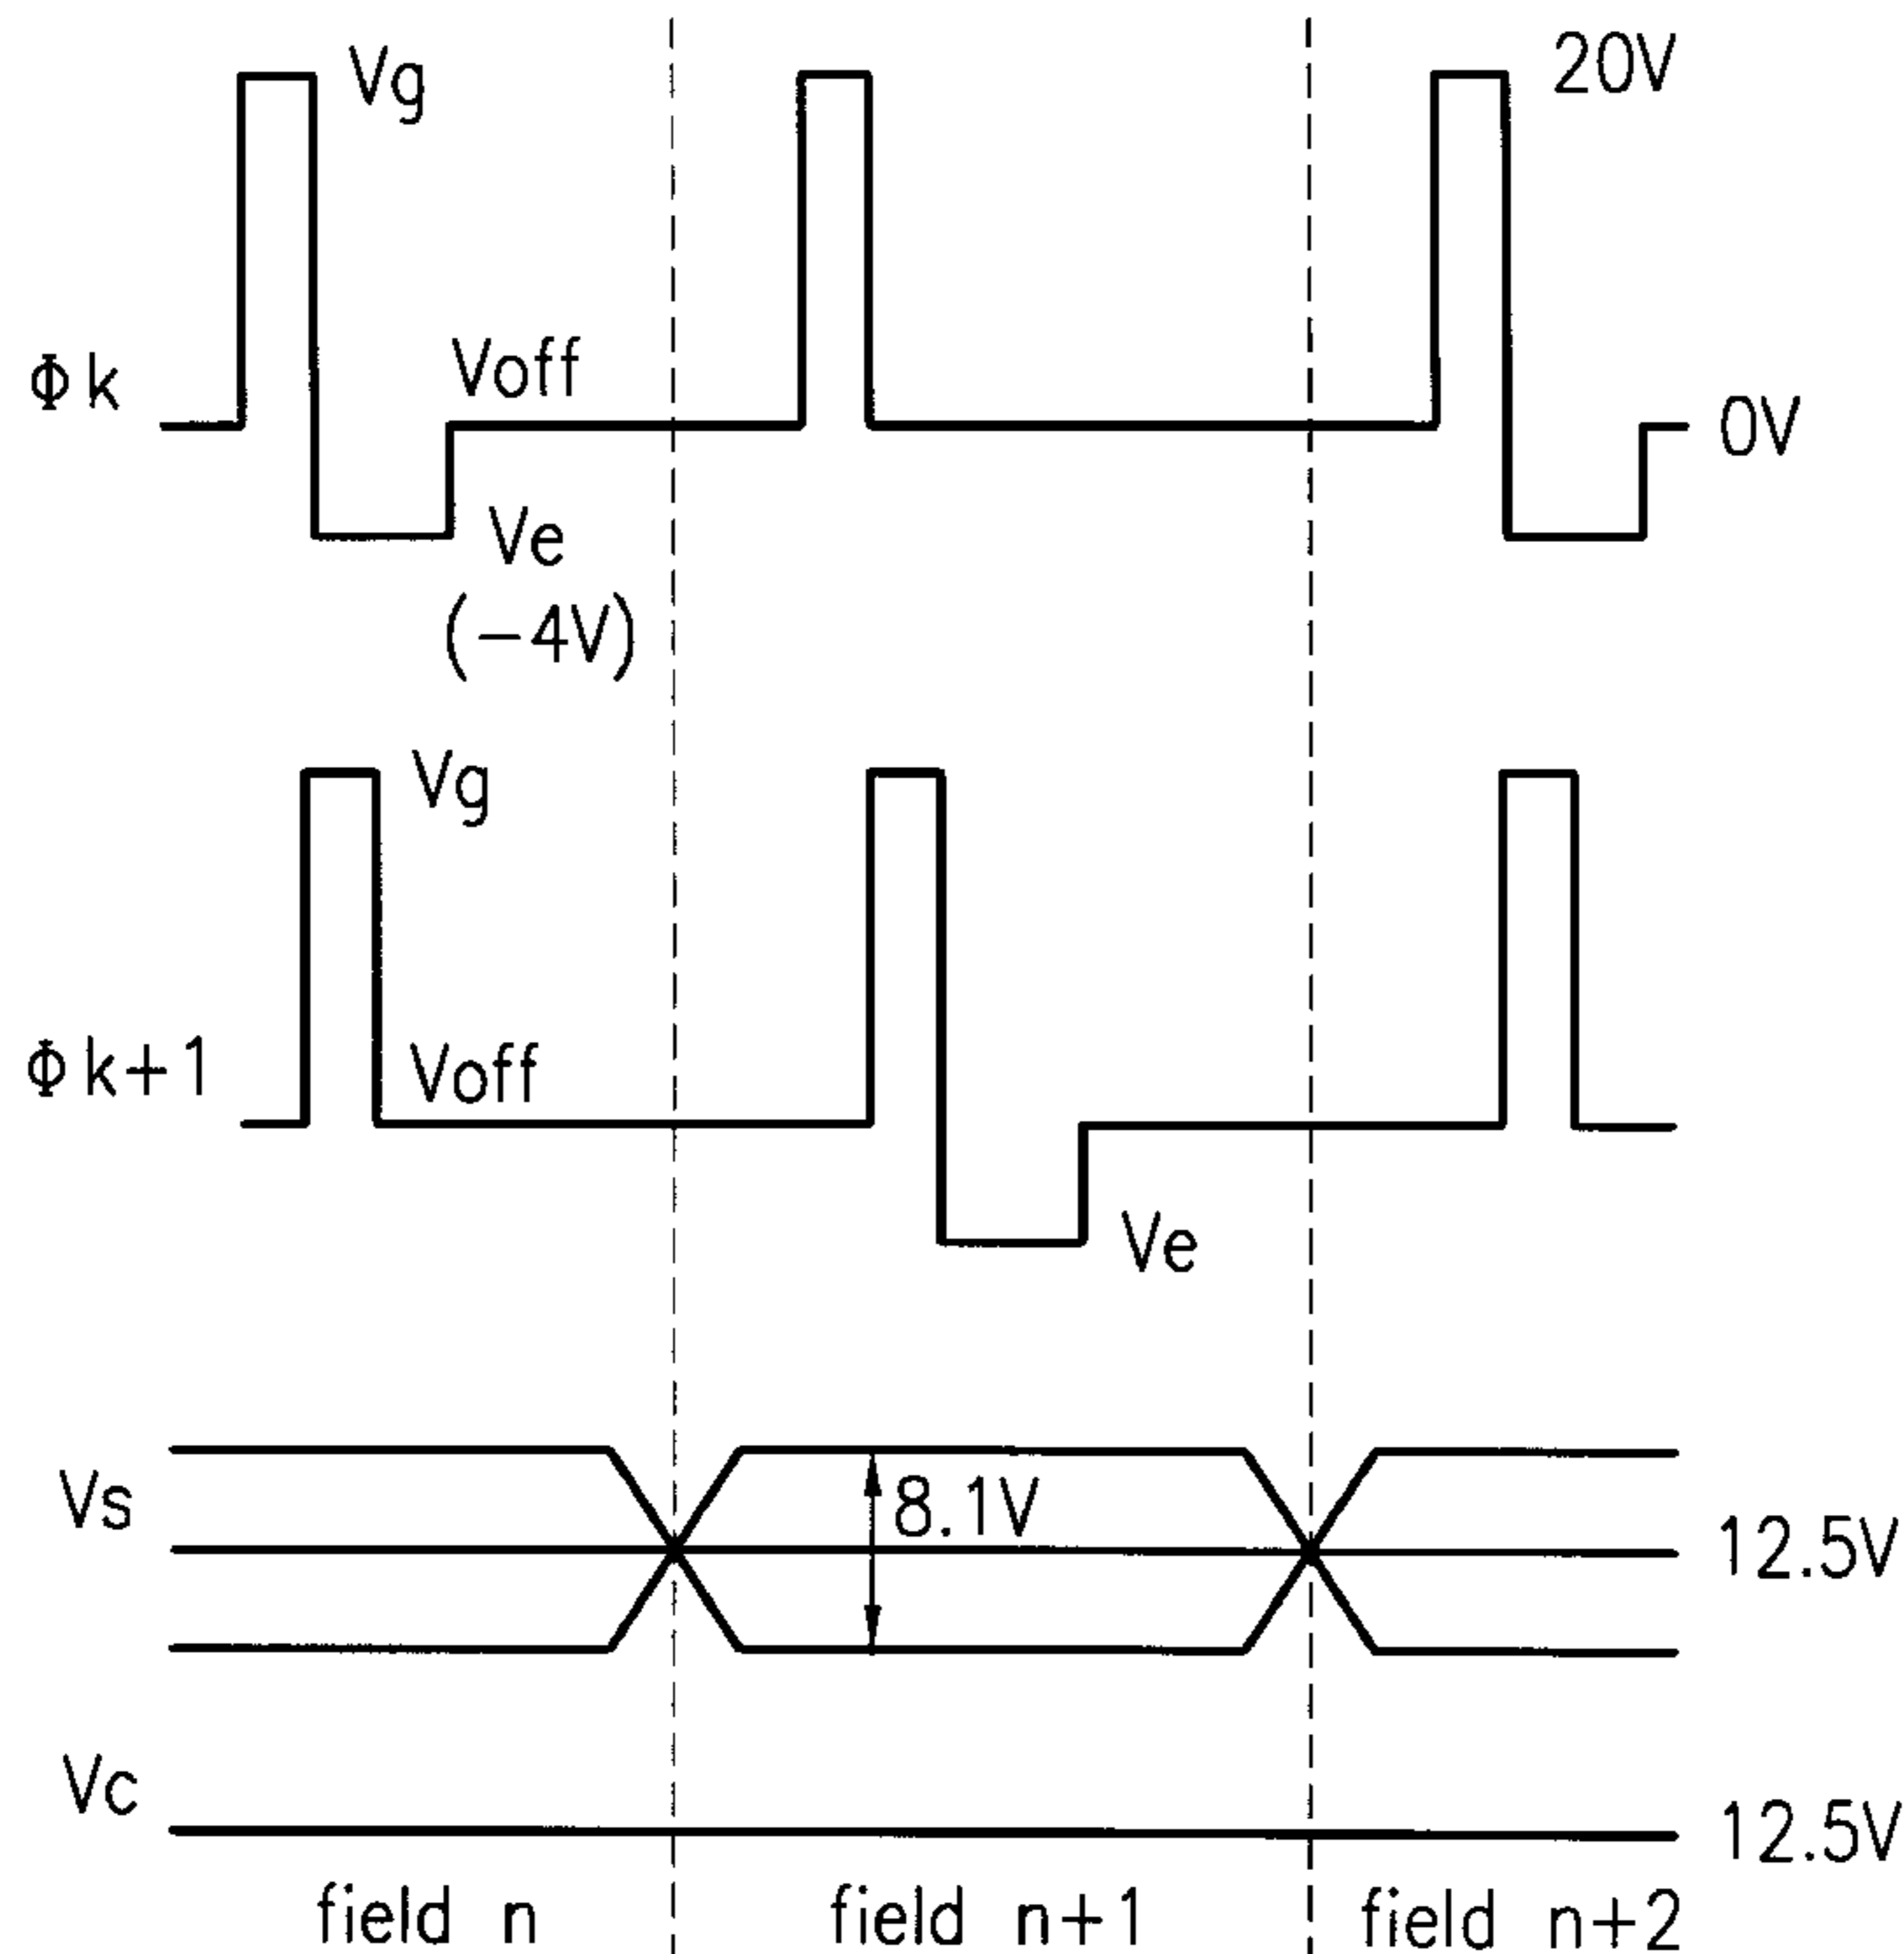 Vg
20V
Φk
Voff
0V
Ve
(-4V)
Vg
Φk+1
Voff
Ve
Vs
8.1V
12.5V
Vc
12.5V
field n
field n+1
field n+2